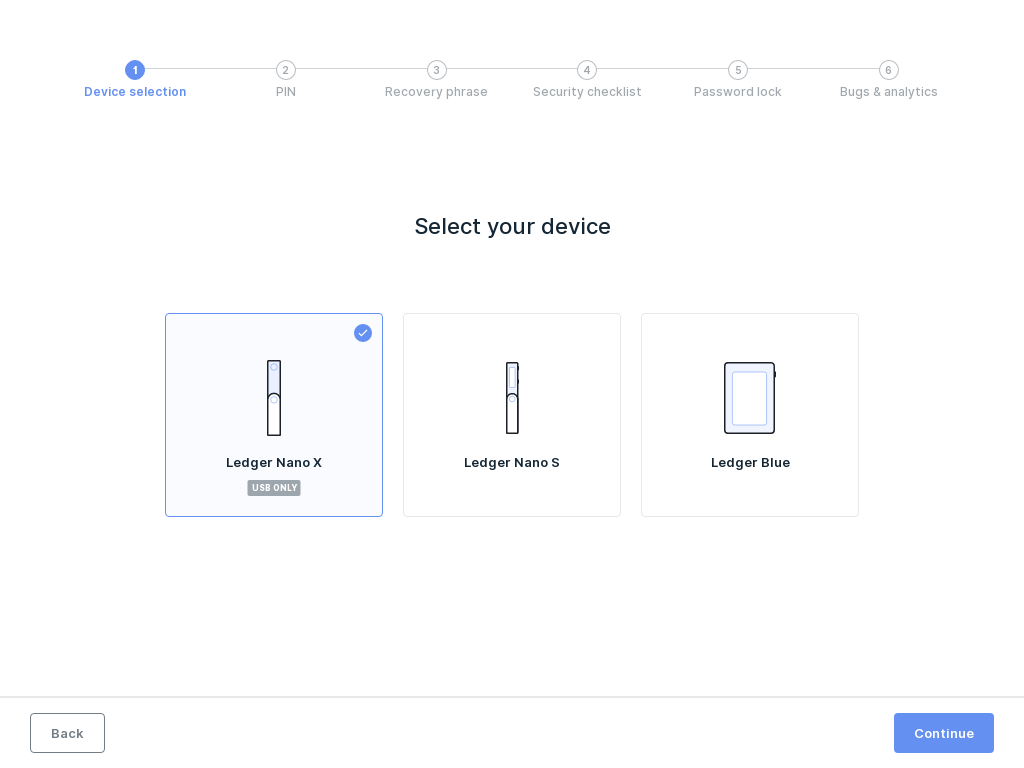 1 2 3 4 5 6
Device selection PIN Recovery phrase Security checklist Password lock Bugs & analytics
Select your device
Ledger Nano X Ledger Nano S Ledger Blue
USB ONLY
Back Continue